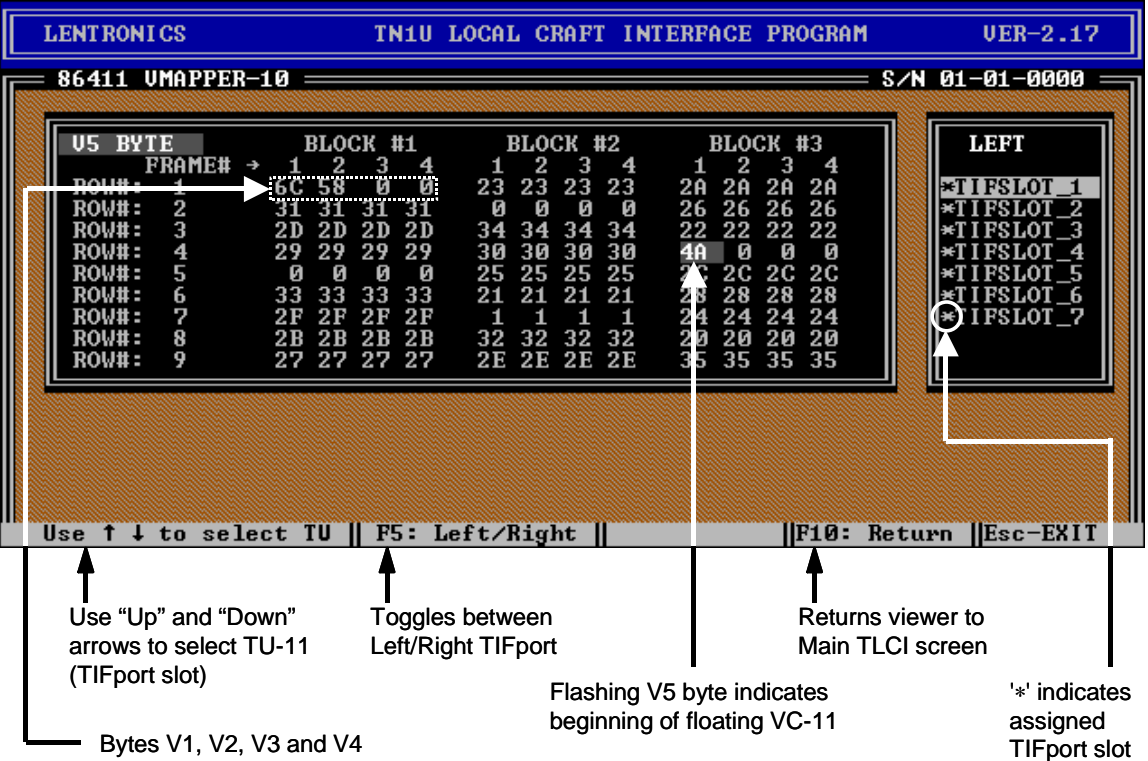 LENTRONICS TN1U LOCAL CRAFT INTERFACE PROGRAM VER-2.17
86411 VMAPPER-10 S/N 01-01-0000
V5 BYTE BLOCK #1 BLOCK #2 BLOCK #3 LEFT
FRAME# → 1 2 3 4 1 2 3 4 1 2 3 4
ROW#: 1 6C 58 0 0 23 23 23 23 2A 2A 2A 2A *TIFSLOT_1
ROW#: 2 31 31 31 31 0 0 0 0 26 26 26 26 *TIFSLOT_2
ROW#: 3 2D 2D 2D 2D 34 34 34 34 22 22 22 22 *TIFSLOT_3
ROW#: 4 29 29 29 29 30 30 30 30 4A 0 0 0 *TIFSLOT_4
ROW#: 5 0 0 0 0 25 25 25 25 2C 2C 2C 2C *TIFSLOT_5
ROW#: 6 33 33 33 33 21 21 21 21 28 28 28 28 *TIFSLOT_6
ROW#: 7 2F 2F 2F 2F 1 1 1 1 24 24 24 24 *TIFSLOT_7
ROW#: 8 2B 2B 2B 2B 32 32 32 32 20 20 20 20
ROW#: 9 27 27 27 27 2E 2E 2E 2E 35 35 35 35
Use ↑ ↓ to select TU F5: Left/Right F10: Return Esc-EXIT
Use “Up” and “Down”
arrows to select TU-11
(TIFport slot)
Toggles between
Left/Right TIFport
Returns viewer to
Main TLCI screen
Flashing V5 byte indicates
beginning of floating VC-11
'*' indicates
assigned
TIFport slot
Bytes V1, V2, V3 and V4